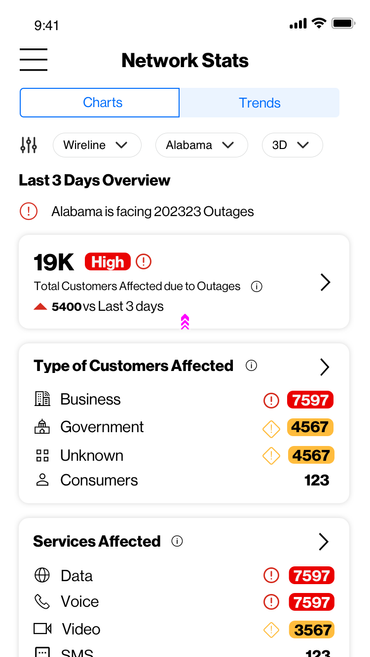 9:41
Network Stats
Charts Trends
Wireline Alabama 3D
Last 3 Days Overview
Alabama is facing 202323 Outages
19K High
Total Customers Affected due to Outages
5400 vs Last 3 days
Type of Customers Affected
Business 7597
Government 4567
Unknown 4567
Consumers 123
Services Affected
Data 7597
Voice 7597
Video 3567
SMS 123